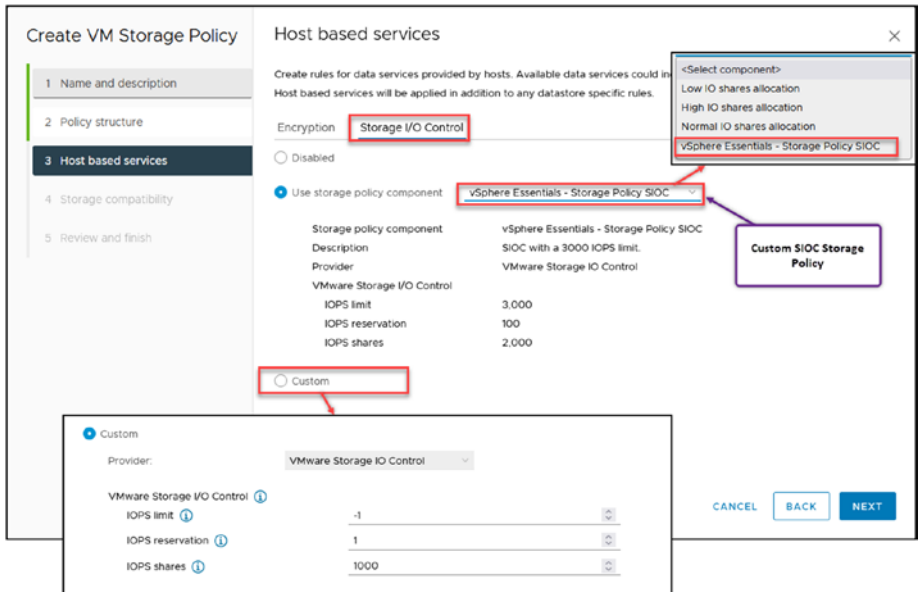 Create VM Storage Policy
1 Name and description
2 Policy structure
3 Host based services
4 Storage compatibility
5 Review and finish
Host based services
Create rules for data services provided by hosts. Available data services could in
Host based services will be applied in addition to any datastore specific rules.
Encryption Storage I/O Control
Disabled
Use storage policy component vSphere Essentials - Storage Policy SIOC
Storage policy component vSphere Essentials - Storage Policy SIOC
Description SIOC with a 3000 IOPS limit.
Provider VMware Storage IO Control
VMware Storage I/O Control
IOPS limit 3,000
IOPS reservation 100
IOPS shares 2,000
Custom
<Select component>
Low IO shares allocation
High IO shares allocation
Normal IO shares allocation
vSphere Essentials - Storage Policy SIOC
Custom SIOC Storage
Policy
Custom
Provider: VMware Storage IO Control
VMware Storage I/O Control
IOPS limit -1
IOPS reservation 1
IOPS shares 1000
CANCEL BACK NEXT